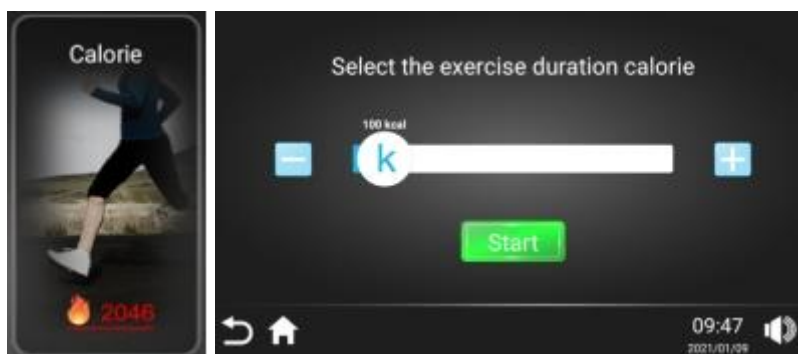 Calorie
2046
Select the exercise duration calorie
100 kcal
k
Start
09:47
2021/01/09